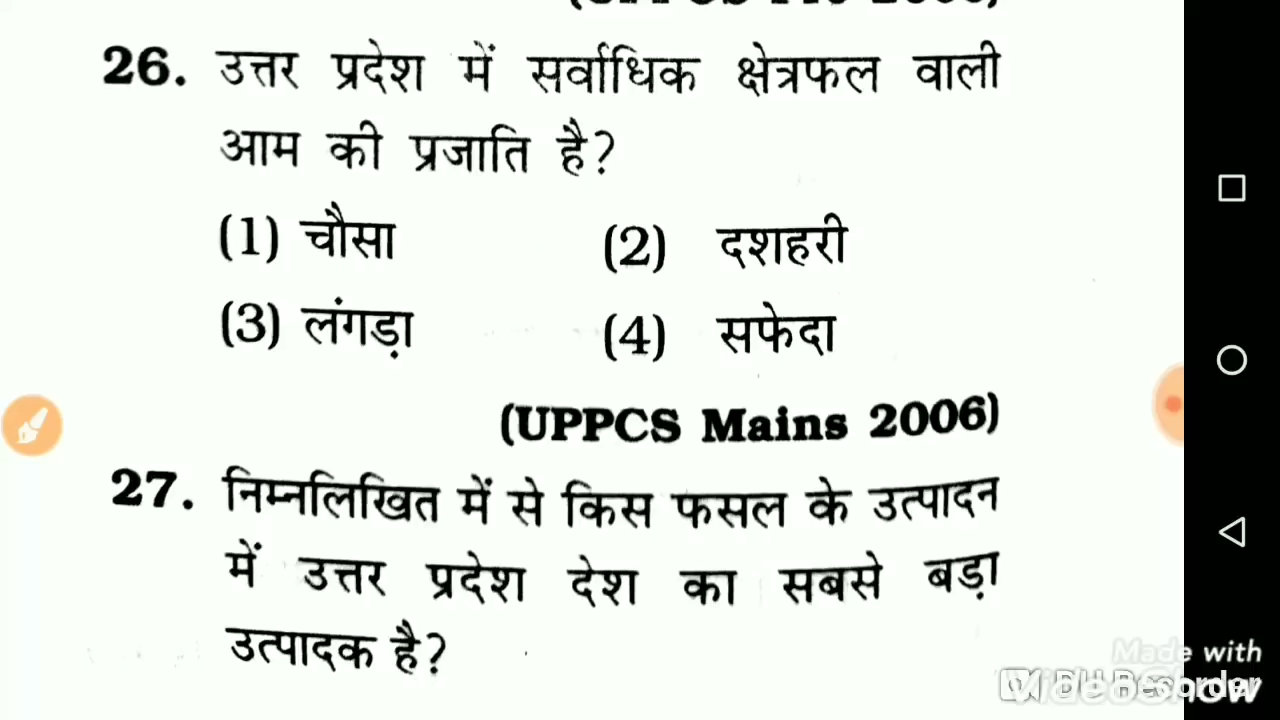 26. उत्तर प्रदेश में सर्वाधिक क्षेत्रफल वाली
आम की प्रजाति है?
(1) चौसा (2) दशहरी
(3) लंगड़ा (4) सफेदा
(UPPCS Mains 2006)
27. निम्नलिखित में से किस फसल के उत्पादन
में उत्तर प्रदेश देश का सबसे बड़ा
उत्पादक है?
Made with